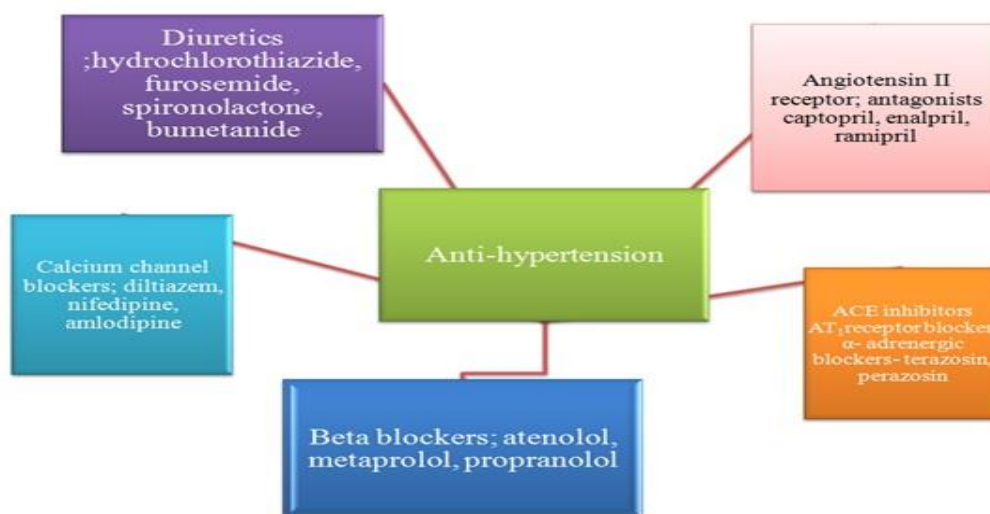 Diuretics
;hydrochlorothiazide,
furosemide,
spironolactone,
bumetanide
Angiotensin II
receptor; antagonists
captopril, enalpril,
ramipril
Anti-hypertension
Calcium channel
blockers; diltiazem,
nifedipine,
amlodipine
ACE inhibitors
AT₁receptor blocker
α- adrenergic
blockers- terazosin,
perazosin
Beta blockers; atenolol,
metaprolol, propranolol